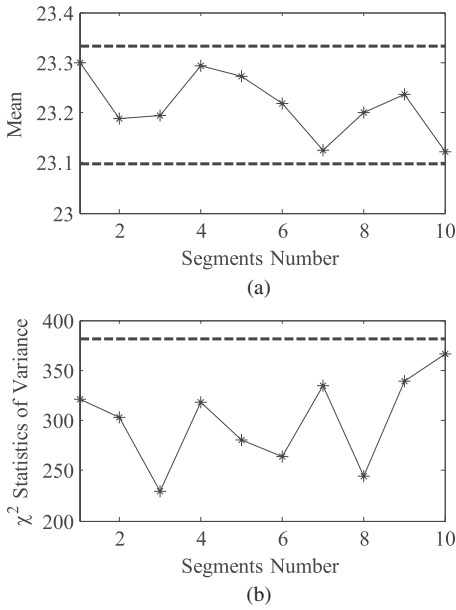 23.4
23.3
23.2
23.1
23
Mean
2 4 6 8 10
Segments Number
(a)
400
350
300
250
200
χ² Statistics of Variance
2 4 6 8 10
Segments Number
(b)